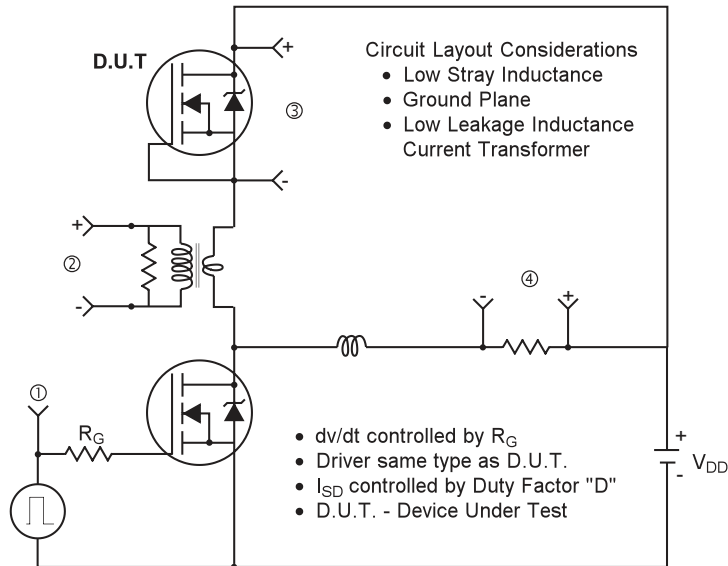 D.U.T
+
Circuit Layout Considerations
• Low Stray Inductance
• Ground Plane
• Low Leakage Inductance
Current Transformer
③
-
+
②
-
④
-
+
①
R_G
• dv/dt controlled by R_G
• Driver same type as D.U.T.
• I_SD controlled by Duty Factor "D"
• D.U.T. - Device Under Test
+
V_DD
-